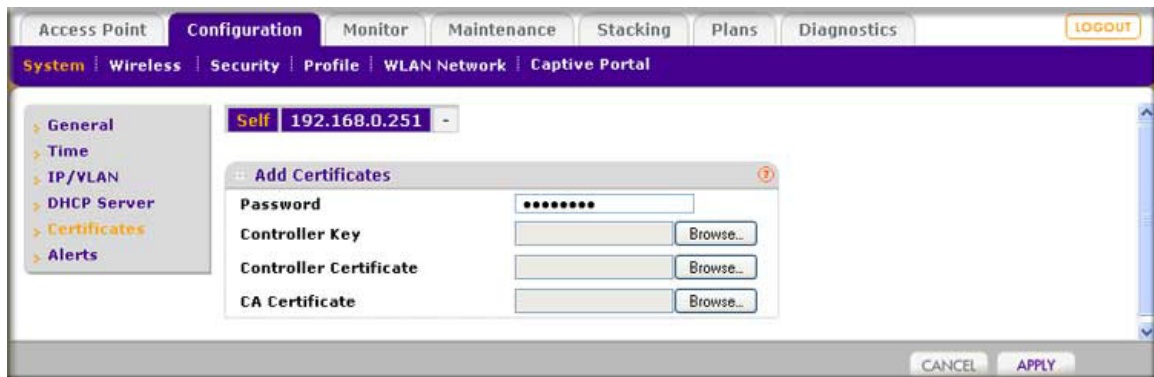 Access Point Configuration Monitor Maintenance Stacking Plans Diagnostics LOGOUT
System Wireless Security Profile WLAN Network Captive Portal
General
Time
IP/VLAN
DHCP Server
Certificates
Alerts
Self 192.168.0.251 -
Add Certificates ?
Password ••••••••
Controller Key Browse...
Controller Certificate Browse...
CA Certificate Browse...
CANCEL APPLY